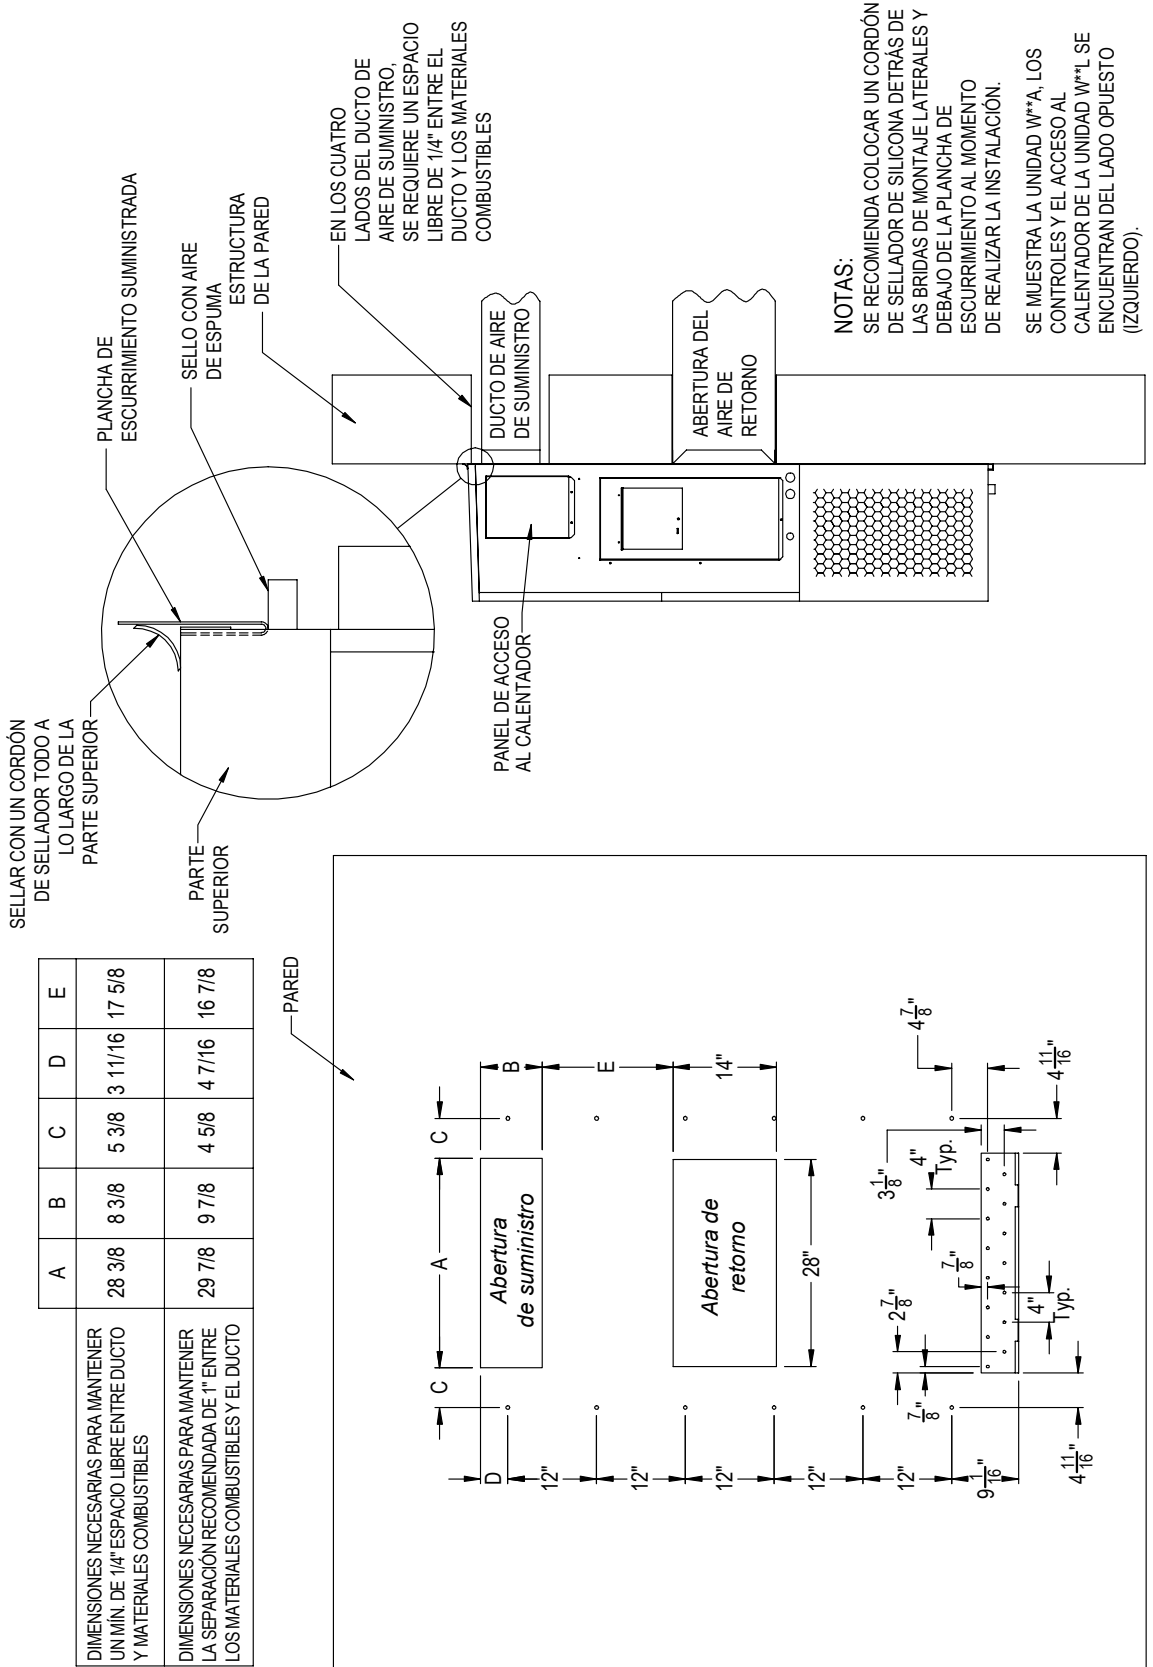 A B C D E
DIMENSIONES NECESARIAS PARA MANTENER
UN MÍN. DE 1/4" ESPACIO LIBRE ENTRE DUCTO
Y MATERIALES COMBUSTIBLES
28 3/8 8 3/8 5 3/8 3 11/16 17 5/8
DIMENSIONES NECESARIAS PARA MANTENER
LA SEPARACIÓN RECOMENDADA DE 1" ENTRE
LOS MATERIALES COMBUSTIBLES Y EL DUCTO
29 7/8 9 7/8 4 5/8 4 7/16 16 7/8
SELLAR CON UN CORDÓN
DE SELLADOR TODO A
LO LARGO DE LA
PARTE SUPERIOR
PARTE
SUPERIOR
PLANCHA DE
ESCURRIMIENTO SUMINISTRADA
SELLO CON AIRE
DE ESPUMA
ESTRUCTURA
DE LA PARED
EN LOS CUATRO
LADOS DEL DUCTO DE
AIRE DE SUMINISTRO,
SE REQUIERE UN ESPACIO
LIBRE DE 1/4" ENTRE EL
DUCTO Y LOS MATERIALES
COMBUSTIBLES
DUCTO DE AIRE
DE SUMINISTRO
ABERTURA DEL
AIRE DE
RETORNO
PANEL DE ACCESO
AL CALENTADOR
NOTAS:
SE RECOMIENDA COLOCAR UN CORDÓN
DE SELLADOR DE SILICONA DETRÁS DE
LAS BRIDAS DE MONTAJE LATERALES Y
DEBAJO DE LA PLANCHA DE
ESCURRIMIENTO AL MOMENTO
DE REALIZAR LA INSTALACIÓN.
SE MUESTRA LA UNIDAD W**A, LOS
CONTROLES Y EL ACCESO AL
CALENTADOR DE LA UNIDAD W**L SE
ENCUENTRAN DEL LADO OPUESTO
(IZQUIERDO).
PARED
C A C
D
B
E
14"
Abertura
de suministro
Abertura de
retorno
28"
12"
12"
12"
12"
12"
9 1/16"
4 11/16"
7/8"
2 7/8"
7/8"
4"
Typ.
3 1/8"
4"
Typ.
4 7/8"
4 11/16"